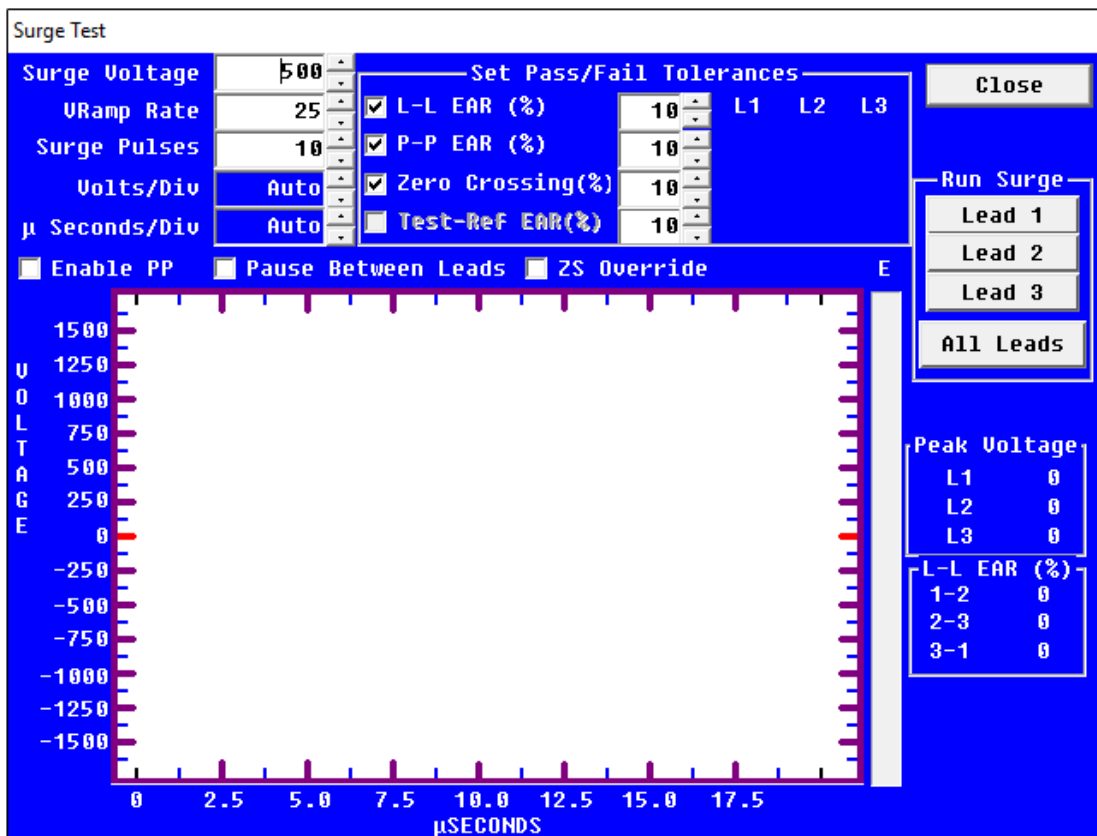 Surge Test
Surge Voltage 500
VRamp Rate 25
Surge Pulses 10
Volts/Div Auto
µ Seconds/Div Auto
Set Pass/Fail Tolerances
L-L EAR (%) 10 L1 L2 L3
P-P EAR (%) 10
Zero Crossing(%) 10
Test-Ref EAR(%) 10
Close
Run Surge
Lead 1
Lead 2
Lead 3
All Leads
Enable PP Pause Between Leads ZS Override E
VOLTAGE
1500
1250
1000
750
500
250
0
-250
-500
-750
-1000
-1250
-1500
0 2.5 5.0 7.5 10.0 12.5 15.0 17.5
µSECONDS
Peak Voltage
L1 0
L2 0
L3 0
L-L EAR (%)
1-2 0
2-3 0
3-1 0